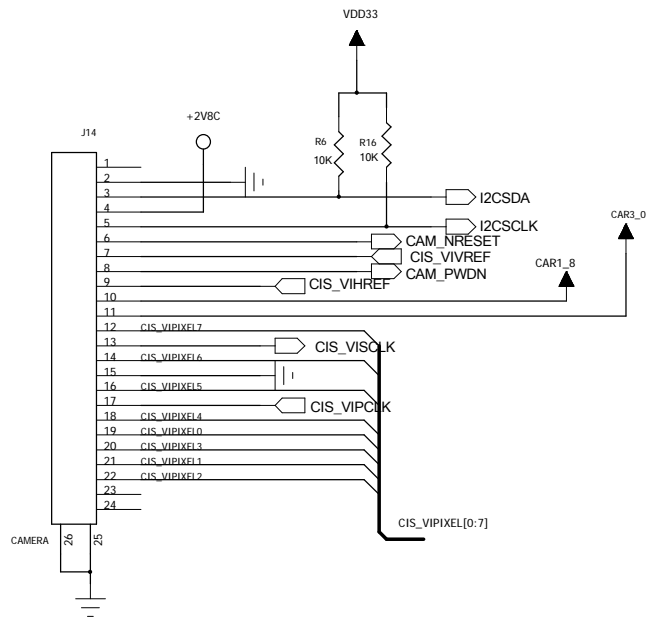 VDD33
+2V8C
J14
R6
10K
R16
10K
1
2
3
I2CSDA
4
5
I2CSCLK
CAR3_0
6
CAM_NRESET
7
CIS_VIVREF
CAR1_8
8
CAM_PWDN
9
CIS_VIHREF
10
11
12 CIS_VIPIXEL7
13
CIS_VISCLK
14 CIS_VIPIXEL6
15
16 CIS_VIPIXEL5
17
CIS_VIPCLK
18 CIS_VIPIXEL4
19 CIS_VIPIXEL0
20 CIS_VIPIXEL3
21 CIS_VIPIXEL1
22 CIS_VIPIXEL2
23
24
CIS_VIPIXEL[0:7]
CAMERA
26
25